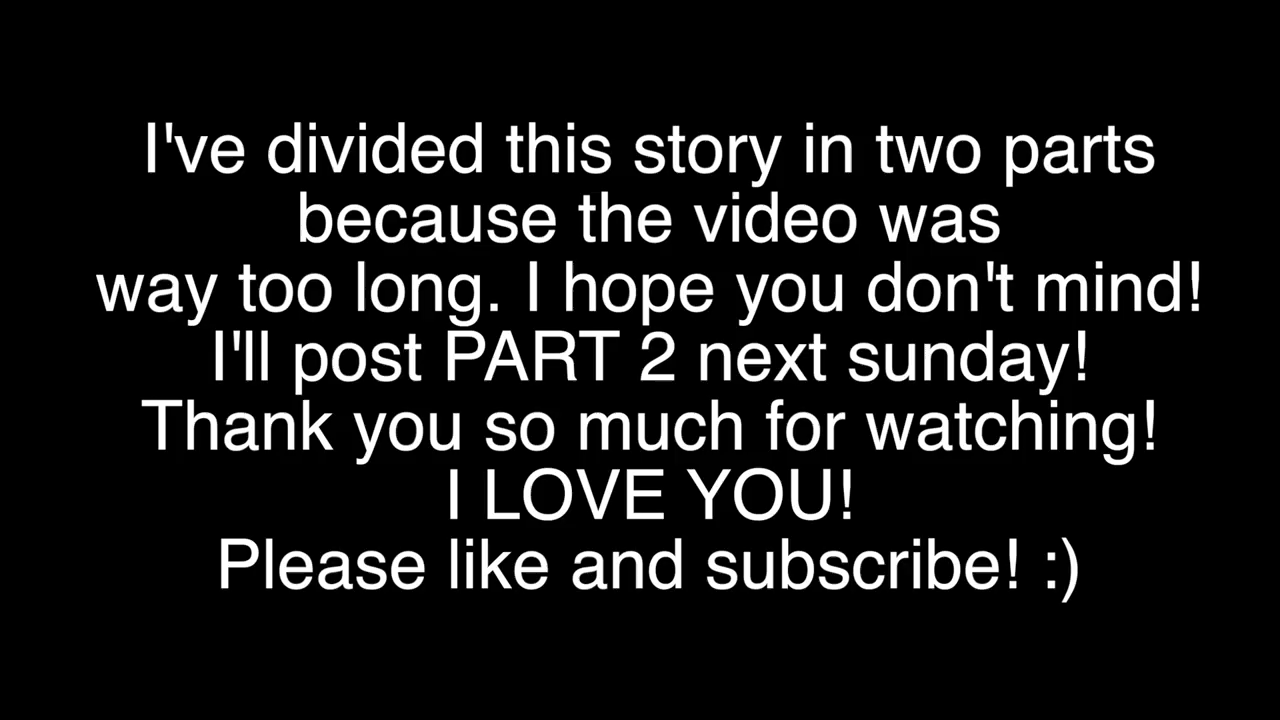 I've divided this story in two parts
because the video was
way too long. I hope you don't mind!
I'll post PART 2 next sunday!
Thank you so much for watching!
I LOVE YOU!
Please like and subscribe! :)